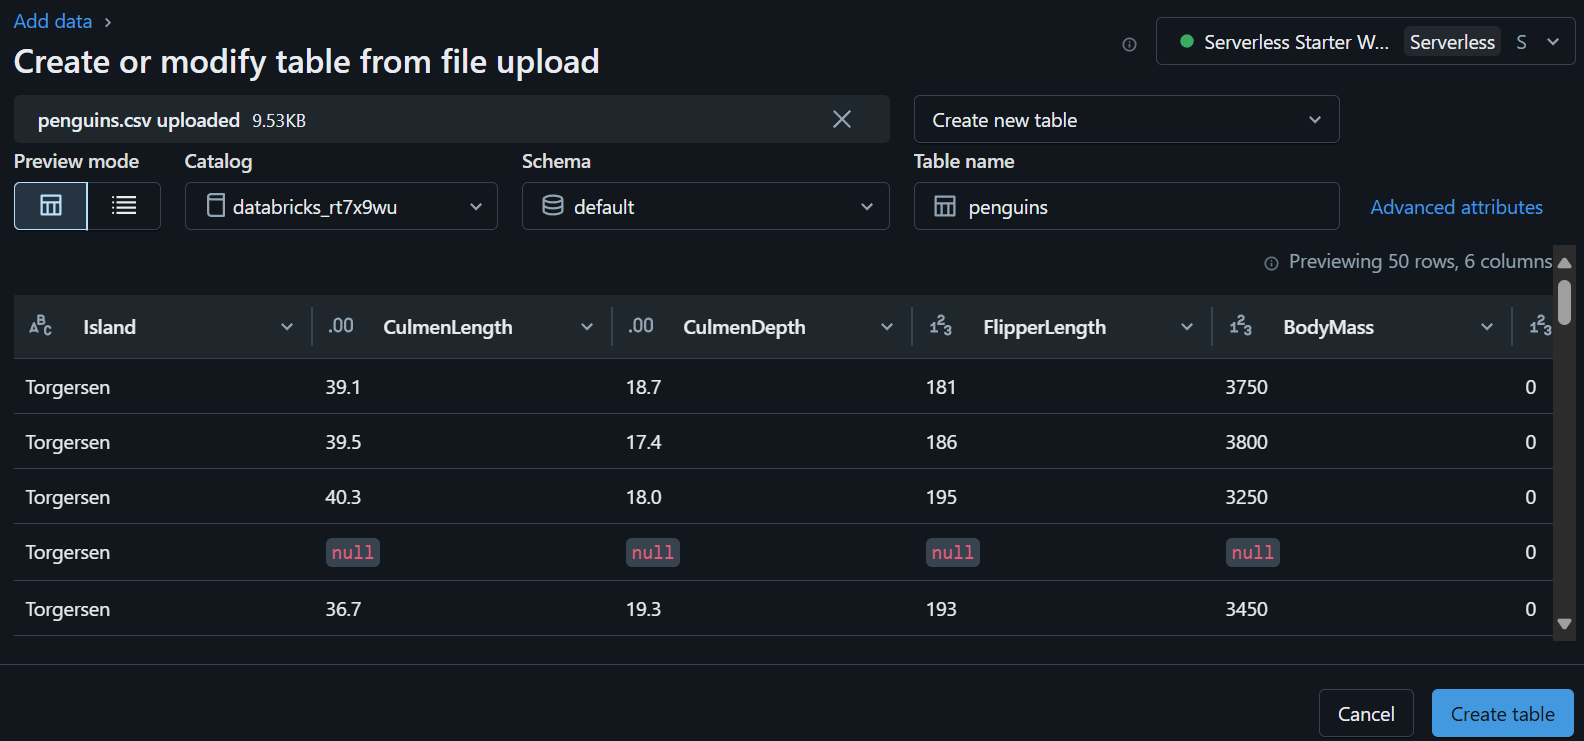 Add data
Create or modify table from file upload
Serverless Starter W... Serverless S
penguins.csv uploaded 9.53KB
Create new table
Preview mode Catalog Schema Table name
databricks_rt7x9wu default penguins Advanced attributes
Previewing 50 rows, 6 columns
ABC Island .00 CulmenLength .00 CulmenDepth 123 FlipperLength 123 BodyMass 123
Torgersen 39.1 18.7 181 3750 0
Torgersen 39.5 17.4 186 3800 0
Torgersen 40.3 18.0 195 3250 0
Torgersen null null null null 0
Torgersen 36.7 19.3 193 3450 0
Cancel Create table